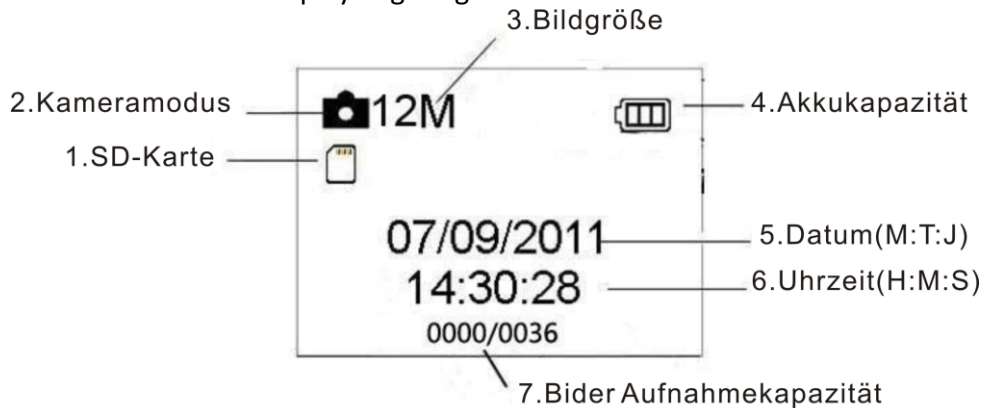 3.Bildgröße
2.Kameramodus
12M
4.Akkukapazität
1.SD-Karte
07/09/2011
5.Datum(M:T:J)
14:30:28
6.Uhrzeit(H:M:S)
0000/0036
7.Bider Aufnahmekapazität